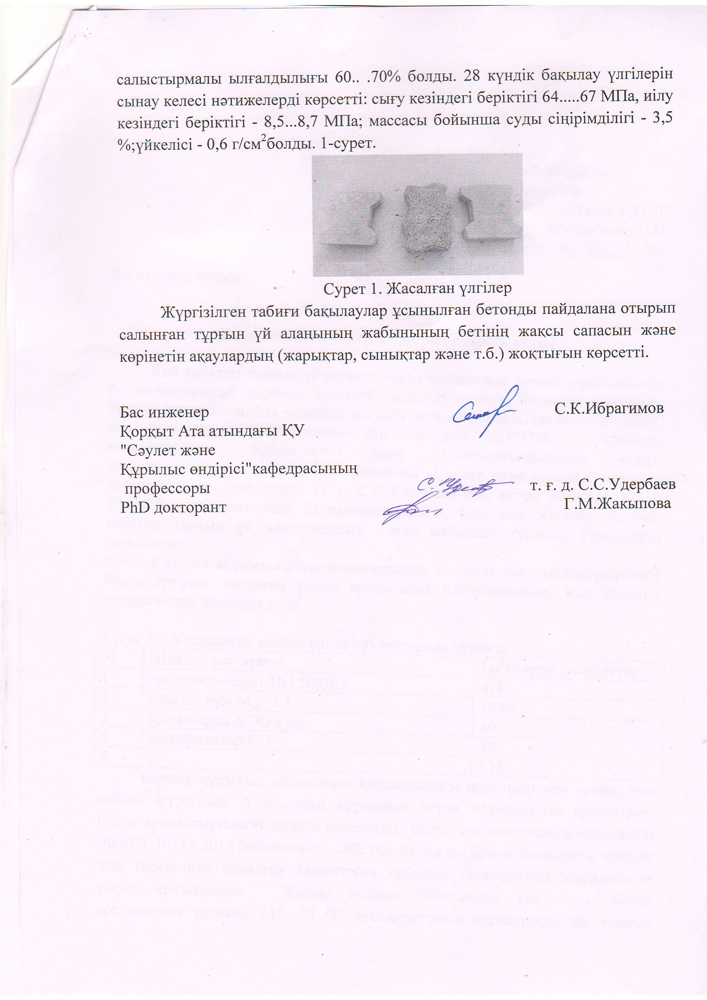 салыстырмалы ылғалдылығы 60.. .70% болды. 28 күндік бақылау үлгілерін
сынау келесі нәтижелерді көрсетті: сығу кезіндегі беріктігі 64.....67 МПа, иілу
кезіндегі беріктігі - 8,5...8,7 МПа; массасы бойынша суды сіңірімділігі - 3,5
%;үйкелісі - 0,6 г/см²болды. 1-сурет.
Сурет 1. Жасалған үлгілер
Жүргізілген табиғи бақылаулар ұсынылған бетонды пайдалана отырып
салынған тұрғын үй алаңының жабынының бетінің жақсы сапасын және
көрінетін ақаулардың (жарықтар, сынықтар және т.б.) жоқтығын көрсетті.
Бас инженер С.К.Ибрагимов
Қорқыт Ата атындағы ҚУ
"Сәулет және
Құрылыс өндірісі"кафедрасының
профессоры т. ғ. д. С.С.Удербаев
PhD докторант Г.М.Жакыпова